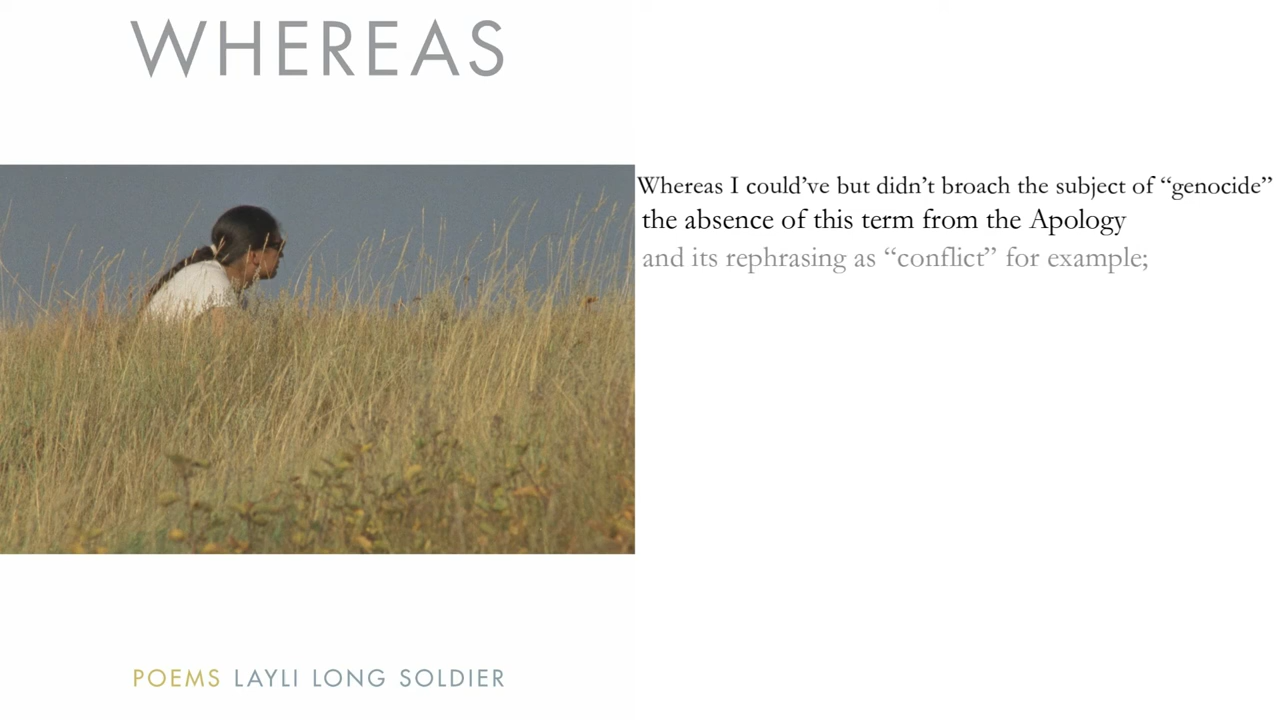 WHEREAS
Whereas I could’ve but didn’t broach the subject of “genocide”
the absence of this term from the Apology
and its rephrasing as “conflict” for example;
POEMS LAYLI LONG SOLDIER